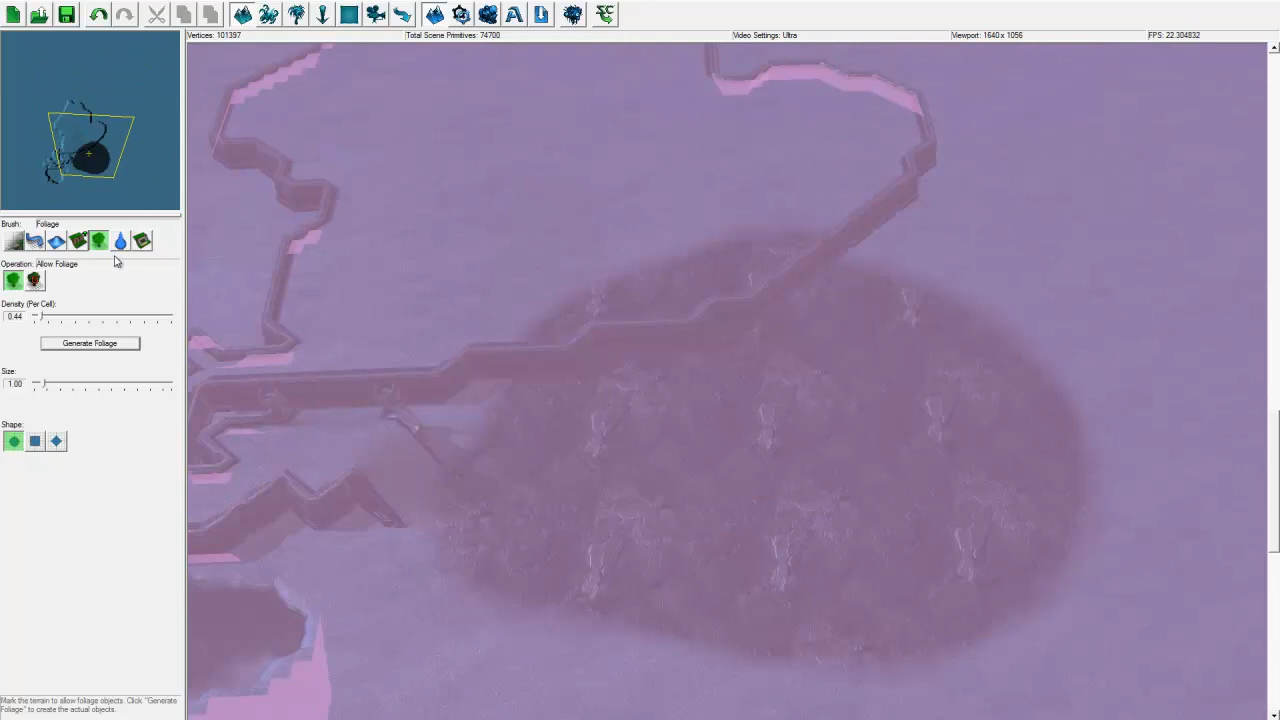 Vertices: 101397 Total Scene Primitives: 74700 Video Settings: Ultra Viewport: 1640 x 1056 FPS: 22.304832
Brush: Foliage
Operation: Allow Foliage
Density (Per Cell):
0.44
Generate Foliage
Size:
1.00
Shape:
Mark the terrain to allow foliage objects. Click "Generate
Foliage" to create the actual objects.